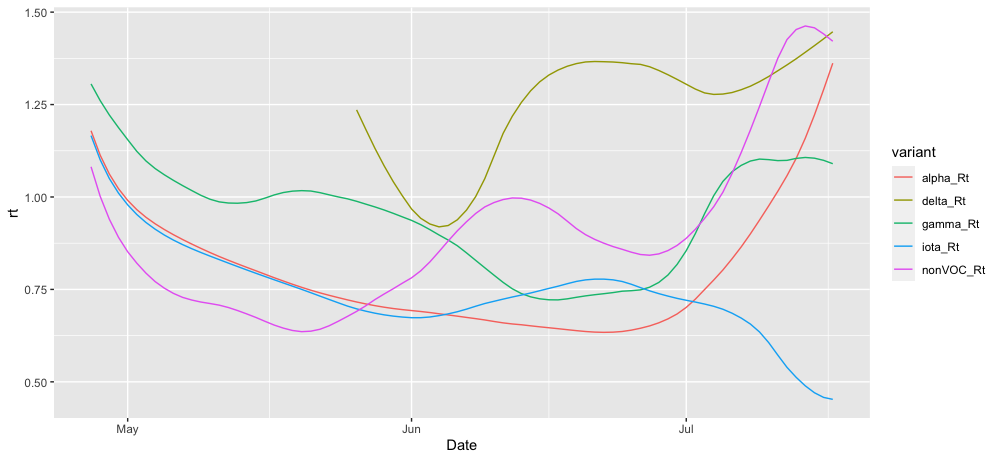 1.50
1.25
1.00
0.75
0.50
rt
May
Jun
Jul
Date
variant
alpha_Rt
delta_Rt
gamma_Rt
iota_Rt
nonVOC_Rt